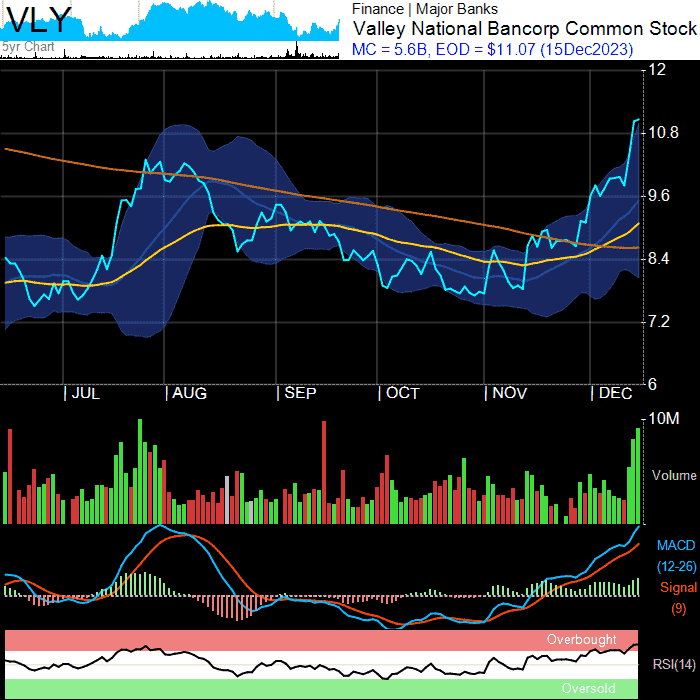 VLY
5yr Chart
Finance | Major Banks
Valley National Bancorp Common Stock
MC = 5.6B, EOD = $11.07 (15Dec2023)
12
10.8
9.6
8.4
7.2
6
| JUL | AUG | SEP | OCT | NOV | DEC
10M
Volume
MACD
(12-26)
Signal
(9)
Overbought
RSI(14)
Oversold